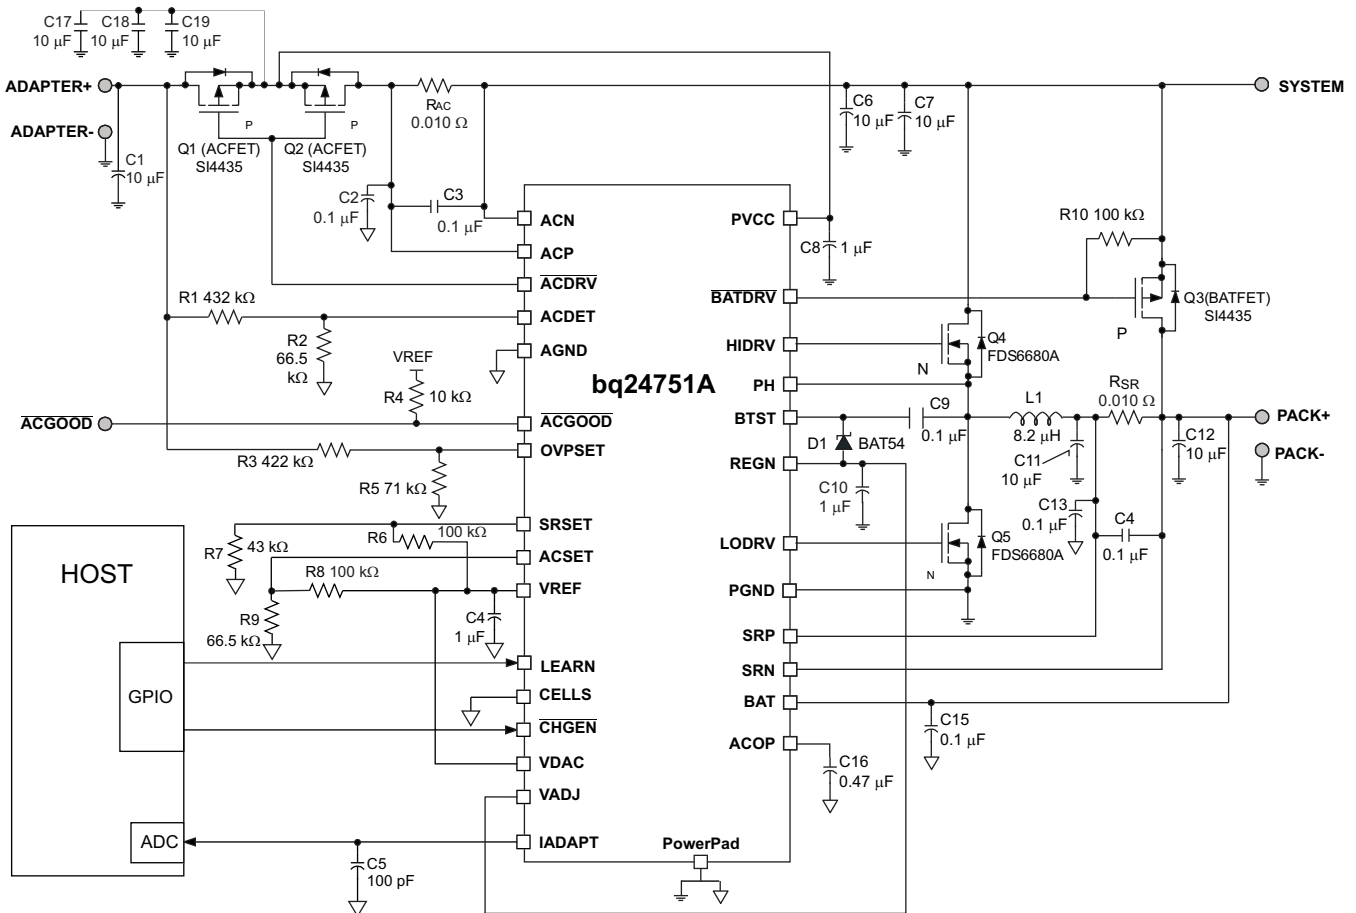 C17
10 µF
C18
10 µF
C19
10 µF
ADAPTER+
ADAPTER-
C1
10 µF
P
Q1 (ACFET)
SI4435
P
Q2 (ACFET)
SI4435
RAC
0.010 Ω
C6
10 µF
C7
10 µF
SYSTEM
C2
0.1 µF
C3
0.1 µF
ACN
ACP
ACDRV
ACDET
AGND
ACGOOD
OVPSET
SRSET
ACSET
VREF
LEARN
CELLS
CHGEN
VDAC
VADJ
IADAPT
bq24751A
PowerPad
PVCC
BATDRV
HIDRV
PH
BTST
REGN
LODRV
PGND
SRP
SRN
BAT
ACOP
R1 432 kΩ
R2
66.5
kΩ
VREF
R4
10 kΩ
ACGOOD
R3 422 kΩ
R5 71 kΩ
R6
100 kΩ
R7
43 kΩ
R8 100 kΩ
R9
66.5 kΩ
C4
1 µF
HOST
GPIO
ADC
C5
100 pF
C8
1 µF
R10 100 kΩ
Q3(BATFET)
SI4435
P
Q4
FDS6680A
N
C9
0.1 µF
D1
BAT54
C10
1 µF
L1
8.2 µH
RSR
0.010 Ω
C11
10 µF
C12
10 µF
PACK+
PACK-
C13
0.1 µF
C4
0.1 µF
Q5
FDS6680A
N
C15
0.1 µF
C16
0.47 µF